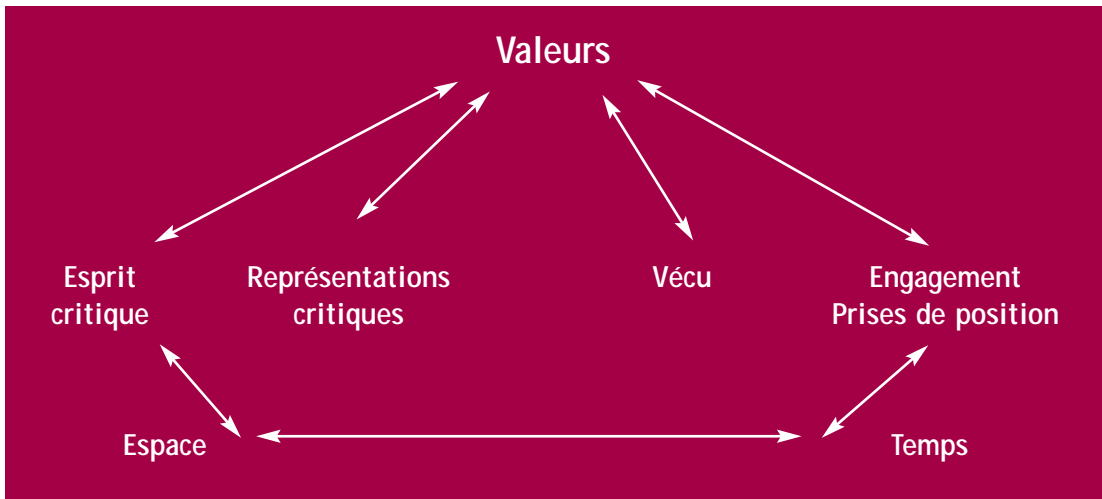 Valeurs
Esprit
critique
Représentations
critiques
Vécu
Engagement
Prises de position
Espace
Temps